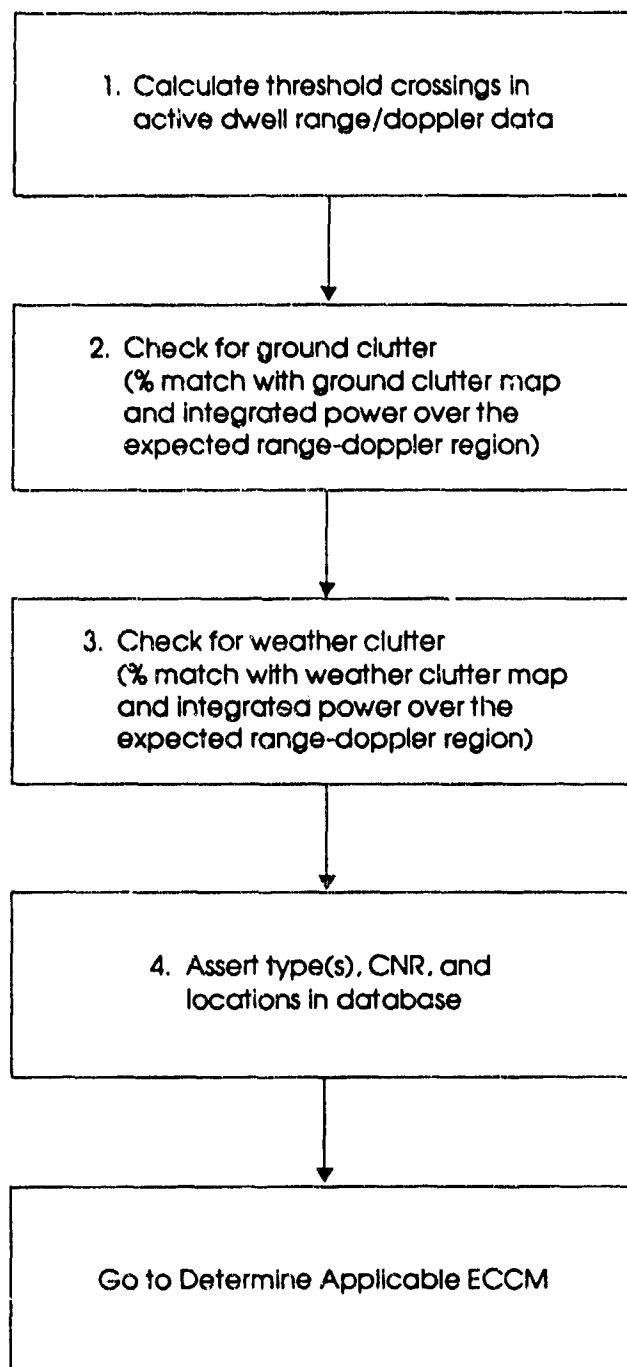 1. Calculate threshold crossings in
active dwell range/doppler data
2. Check for ground clutter
(% match with ground clutter map
and integrated power over the
expected range-doppler region)
3. Check for weather clutter
(% match with weather clutter map
and integrated power over the
expected range-doppler region)
4. Assert type(s), CNR, and
locations in database
Go to Determine Applicable ECCM